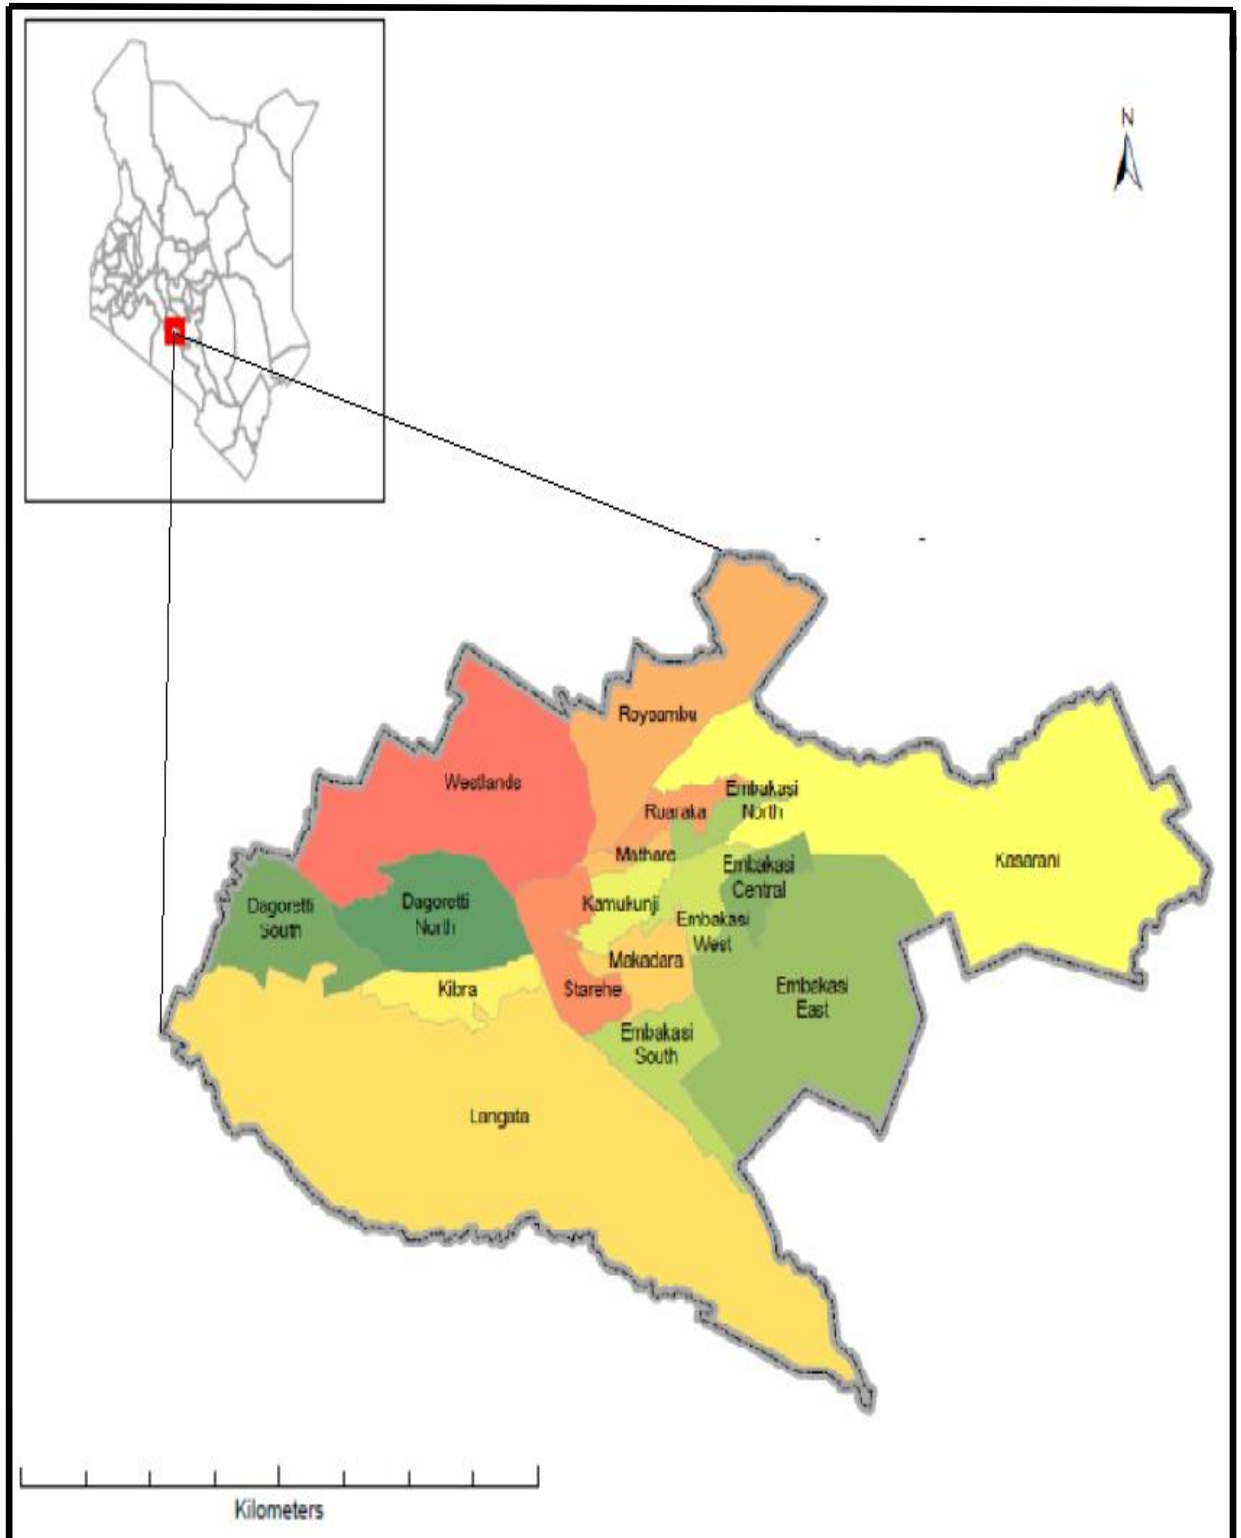 N
Roysambu
Westlands
Embakasi
North
Ruaraka
Mathare
Kasarani
Embakasi
Central
Dagoretti
South
Dagoretti
North
Kamukunji
Embakasi
West
Makadara
Kibra
Starehe
Embakasi
East
Embakasi
South
Langata
Kilometers